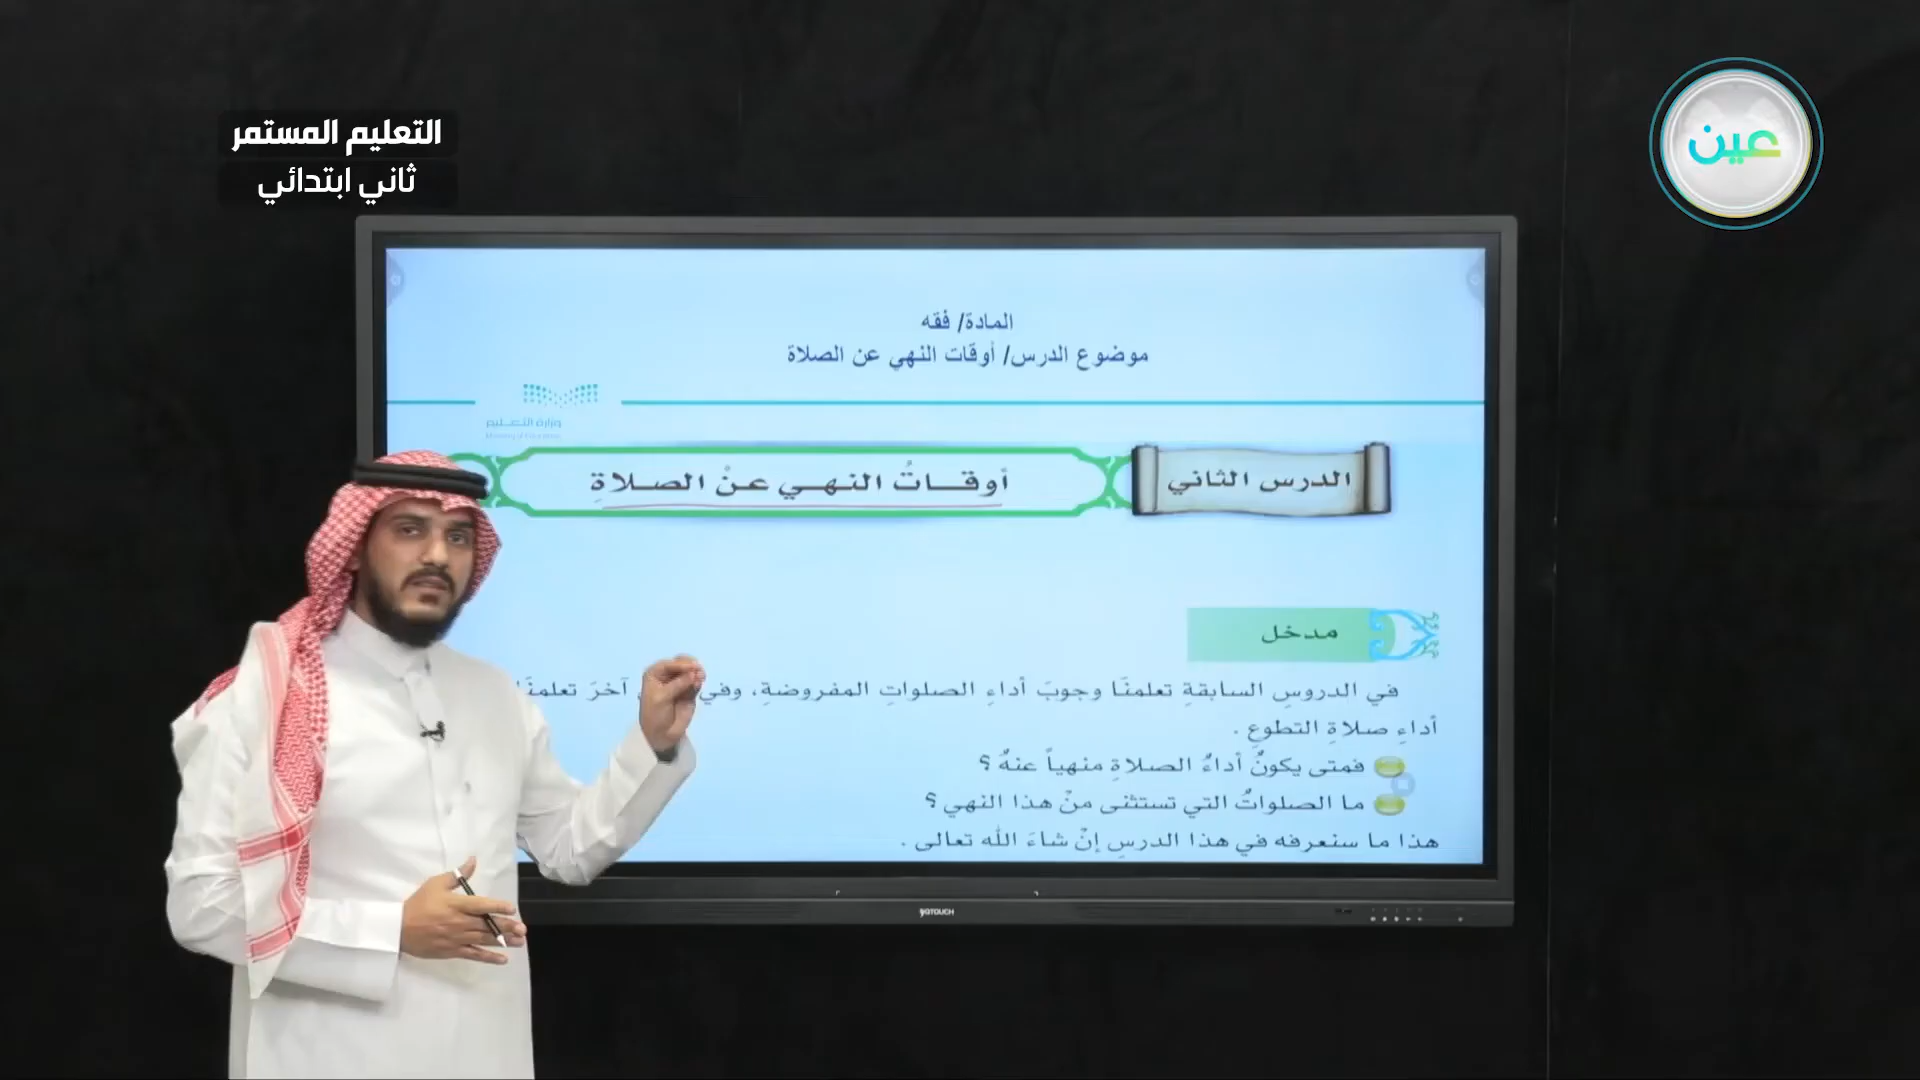 التعليم المستمر
ثاني ابتدائي
عين
المادة/ فقه
موضوع الدرس/ أوقات النهي عن الصلاة
وزارة التعليم
الدرس الثاني
أوقاتُ النهي عنْ الصلاةِ
مدخل
في الدروسِ السابقةِ تعلمنَا وجوبَ أداءِ الصلواتِ المفروضةِ، وفي آخرَ تعلمنَا
أداءِ صلاةِ التطوعِ .
فمتى يكونُ أداءُ الصلاةِ منهياً عنهُ ؟
ما الصلواتُ التي تستثنى منْ هذا النهي ؟
هذا ما سنعرفه في هذا الدرسِ إنْ شاءَ الله تعالى .